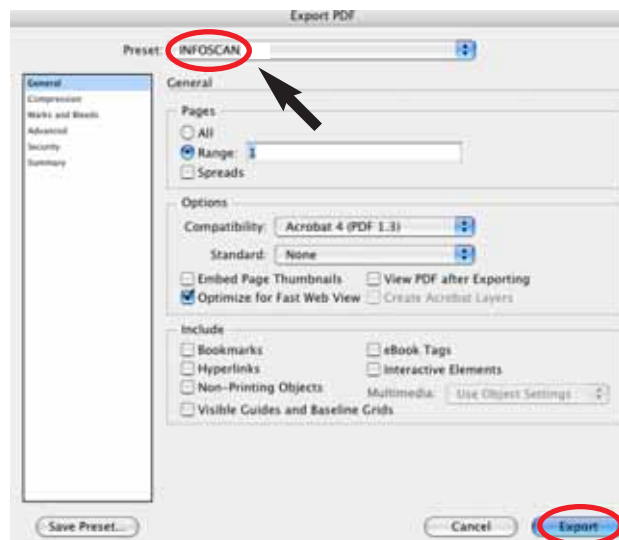 Export PDF
Preset: INFOSCAN
General
Compression
Marks and Bleeds
Advanced
Security
Summary
General
Pages
All
Range: 1
Spreads
Options
Compatibility: Acrobat 4 (PDF 1.3)
Standard: None
Embed Page Thumbnails View PDF after Exporting
Optimize for Fast Web View Create Acrobat Layers
Include
Bookmarks eBook Tags
Hyperlinks Interactive Elements
Non-Printing Objects Multimedia: Use Object Settings
Visible Guides and Baseline Grids
Save Preset... Cancel Export